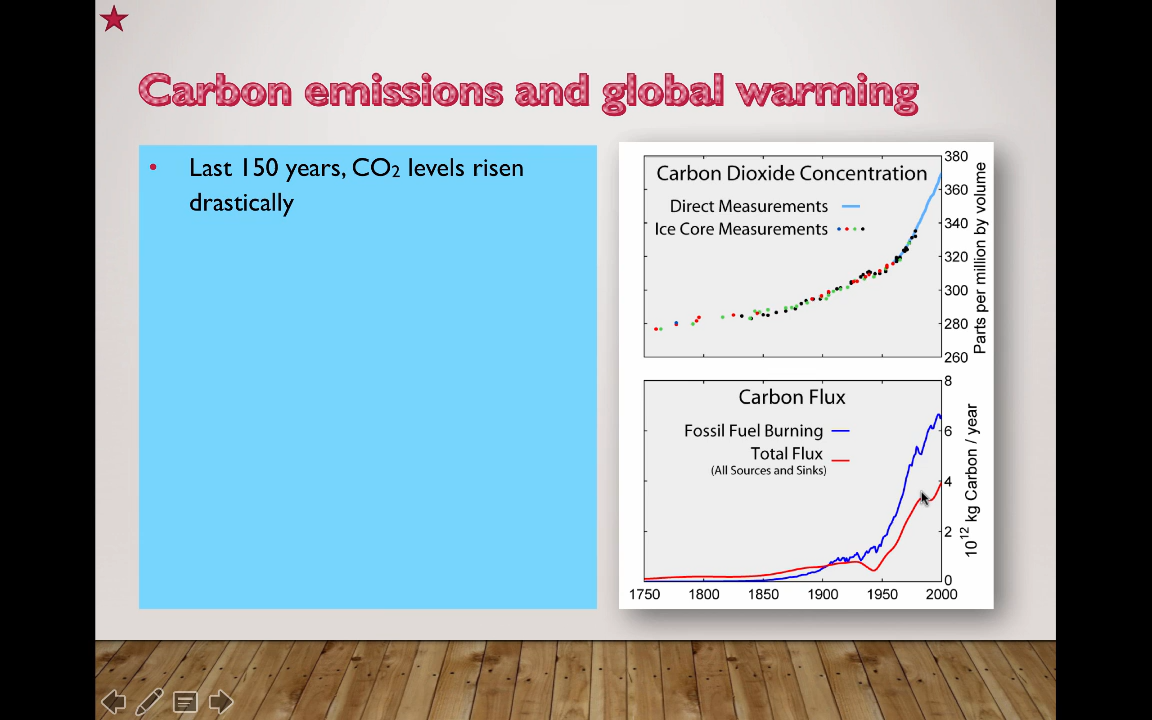 Carbon emissions and global warming
• Last 150 years, CO₂ levels risen
drastically
Carbon Dioxide Concentration
Direct Measurements
Ice Core Measurements
380
360
340
320
300
280
260
Parts per million by volume
Carbon Flux
Fossil Fuel Burning
Total Flux
(All Sources and Sinks)
8
6
4
2
0
10¹² kg Carbon / year
1750 1800 1850 1900 1950 2000